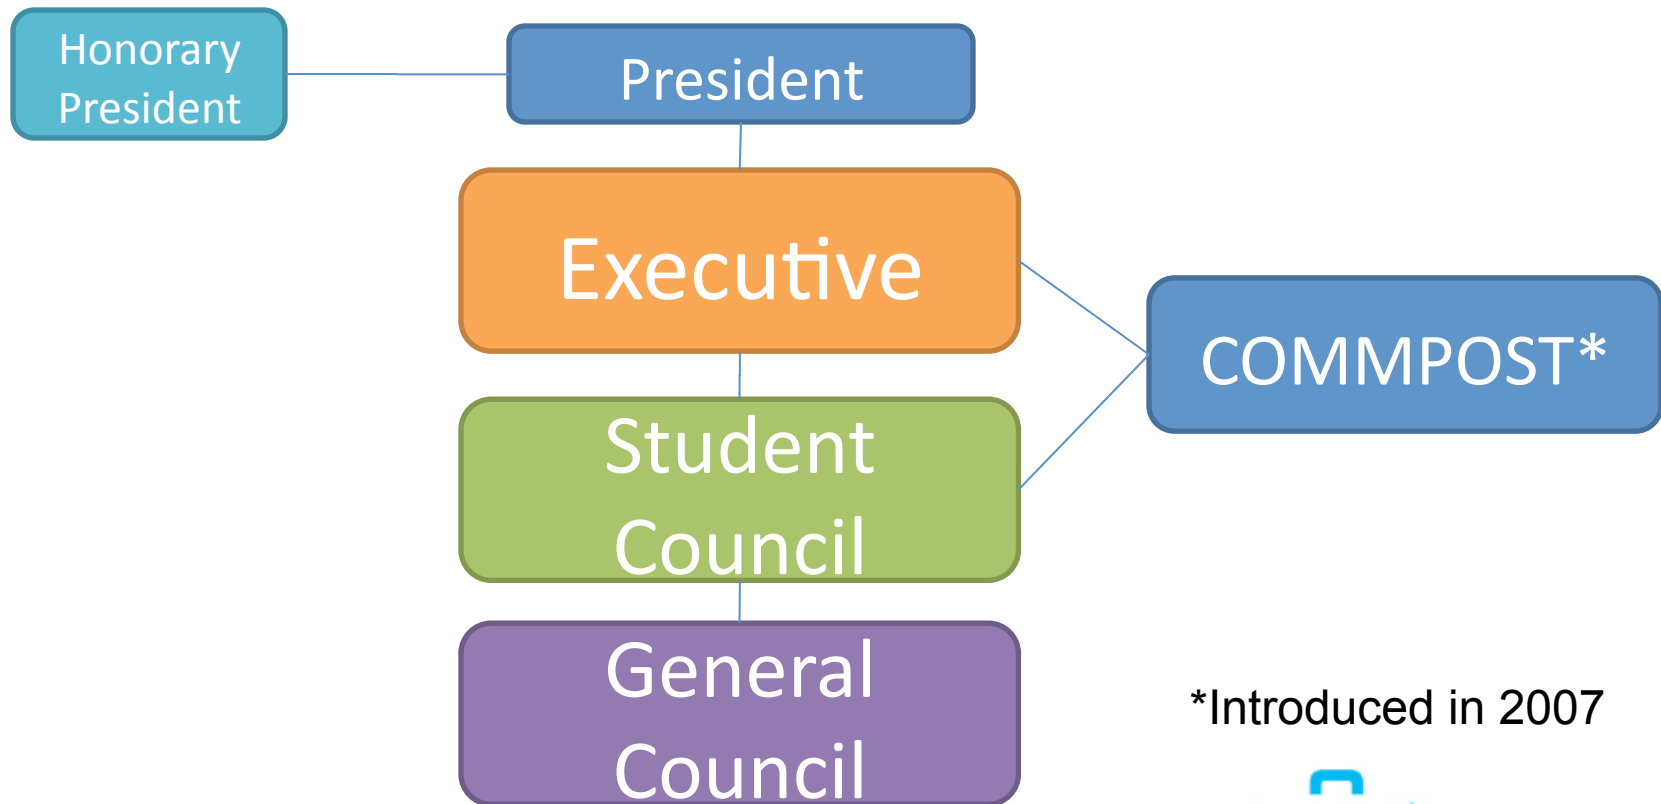 Honorary
President
President
Executive
COMMPOST*
Student
Council
General
Council
*Introduced in 2007